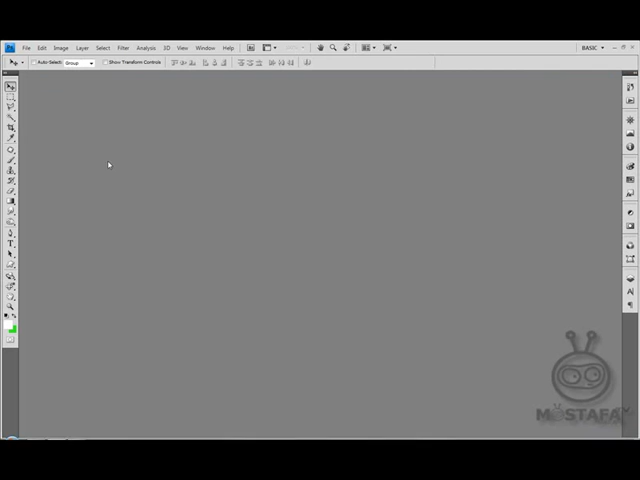 Ps File Edit Image Layer Select Filter Analysis 3D View Window Help BASIC
Auto-Select: Group Show Transform Controls
MOSTAFA